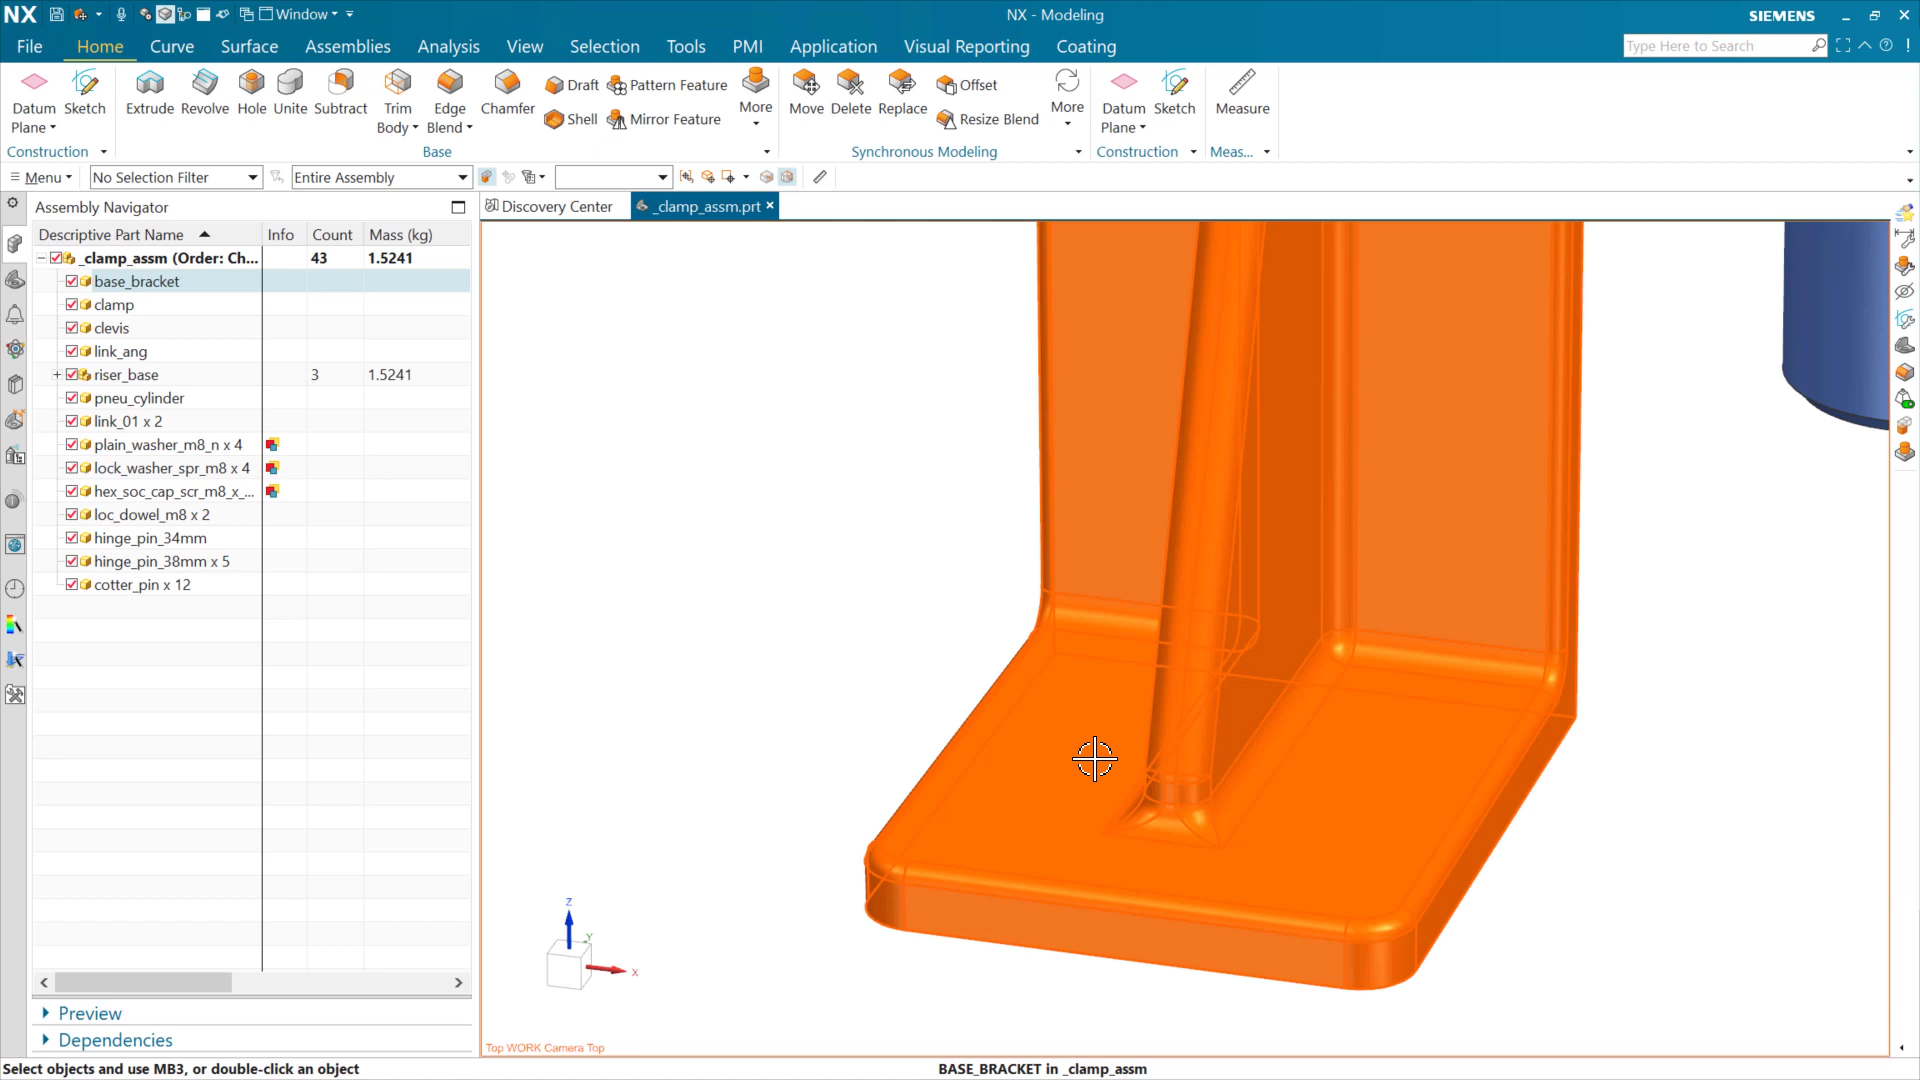 NX Window NX - Modeling SIEMENS
File Home Curve Surface Assemblies Analysis View Selection Tools PMI Application Visual Reporting Coating Type Here to Search
Datum Plane Sketch Extrude Revolve Hole Unite Subtract Trim Body Edge Blend Chamfer Draft Pattern Feature Shell Mirror Feature More Move Delete Replace Offset Resize Blend More Datum Plane Sketch Measure
Construction Base Synchronous Modeling Construction Meas...
Menu No Selection Filter Entire Assembly
Assembly Navigator Discovery Center _clamp_assm.prt
Descriptive Part Name Info Count Mass (kg)
_clamp_assm (Order: Ch... 43 1.5241
base_bracket
clamp
clevis
link_ang
riser_base 3 1.5241
pneu_cylinder
link_01 x 2
plain_washer_m8_n x 4
lock_washer_spr_m8 x 4
hex_soc_cap_scr_m8_x_...
loc_dowel_m8 x 2
hinge_pin_34mm
hinge_pin_38mm x 5
cotter_pin x 12
Z
Y
X
Preview
Dependencies
Top WORK Camera Top
Select objects and use MB3, or double-click an object BASE_BRACKET in _clamp_assm